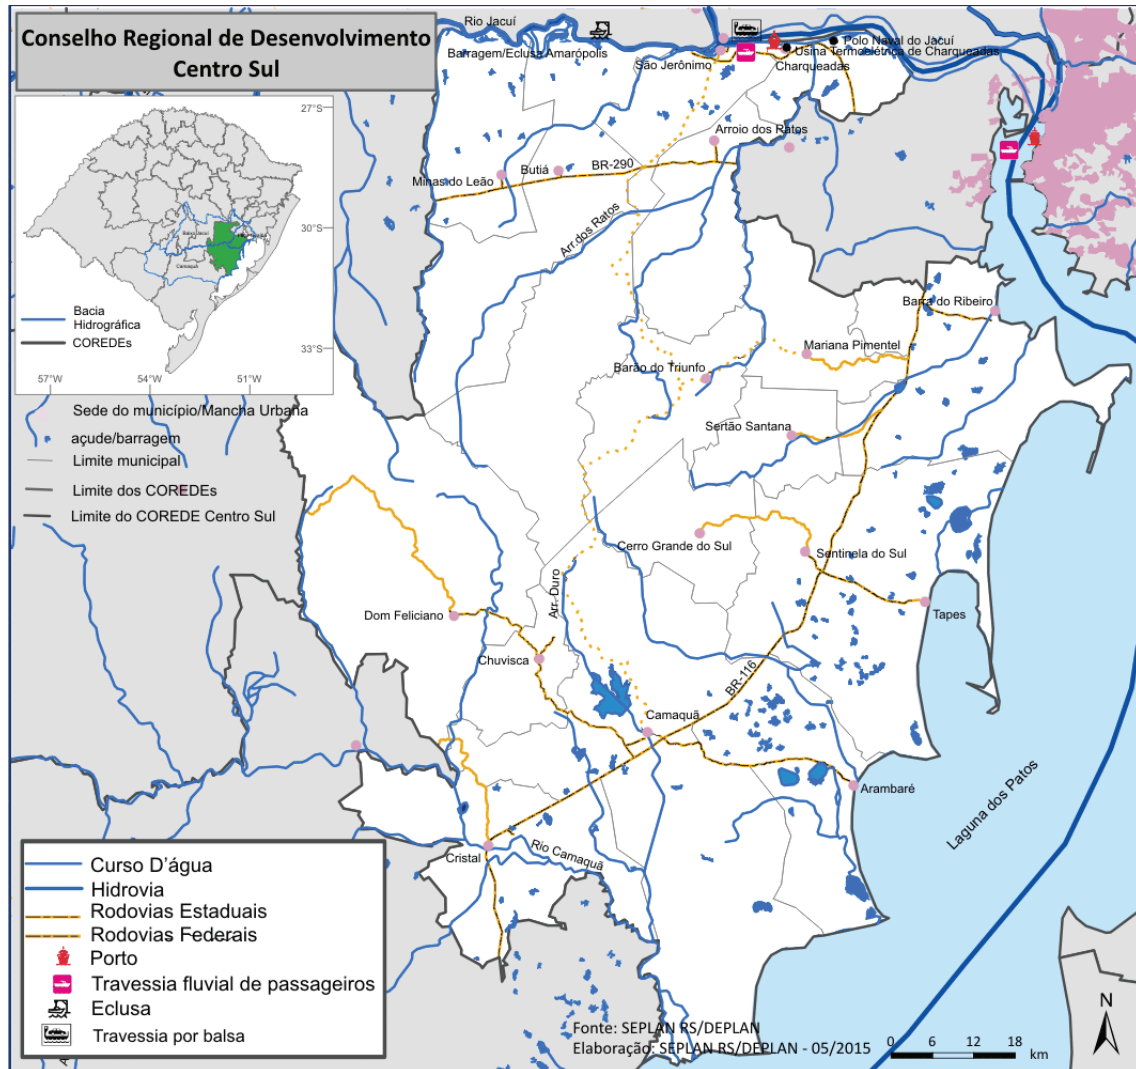 Conselho Regional de Desenvolvimento
Centro Sul
Rio Jacuí
Barragem/Eclusa Amarópolis
São Jerônimo
Polo Naval do Jacuí
Usina Termoelétrica de Charqueadas
Charqueadas
27°S
30°S
33°S
57°W
54°W
51°W
Baixo Jacuí
Camaquã
Bacia
Hidrográfica
COREDEs
Arroio dos Ratos
BR-290
Butiá
Minas do Leão
Arr.dos Ratos
Barra do Ribeiro
Mariana Pimentel
Barão do Triunfo
Sertão Santana
Sede do município/Mancha Urbana
açude/barragem
Limite municipal
Limite dos COREDEs
Limite do COREDE Centro Sul
Cerro Grande do Sul
Sentinela do Sul
Arr. Duro
Dom Feliciano
Tapes
Chuvisca
BR-116
Camaquã
Arambaré
Laguna dos Patos
Cristal
Rio Camaquã
Curso D'água
Hidrovia
Rodovias Estaduais
Rodovias Federais
Porto
Travessia fluvial de passageiros
Eclusa
Travessia por balsa
Fonte: SEPLAN RS/DEPLAN
Elaboração: SEPLAN RS/DEPLAN - 05/2015
N
0 6 12 18
km